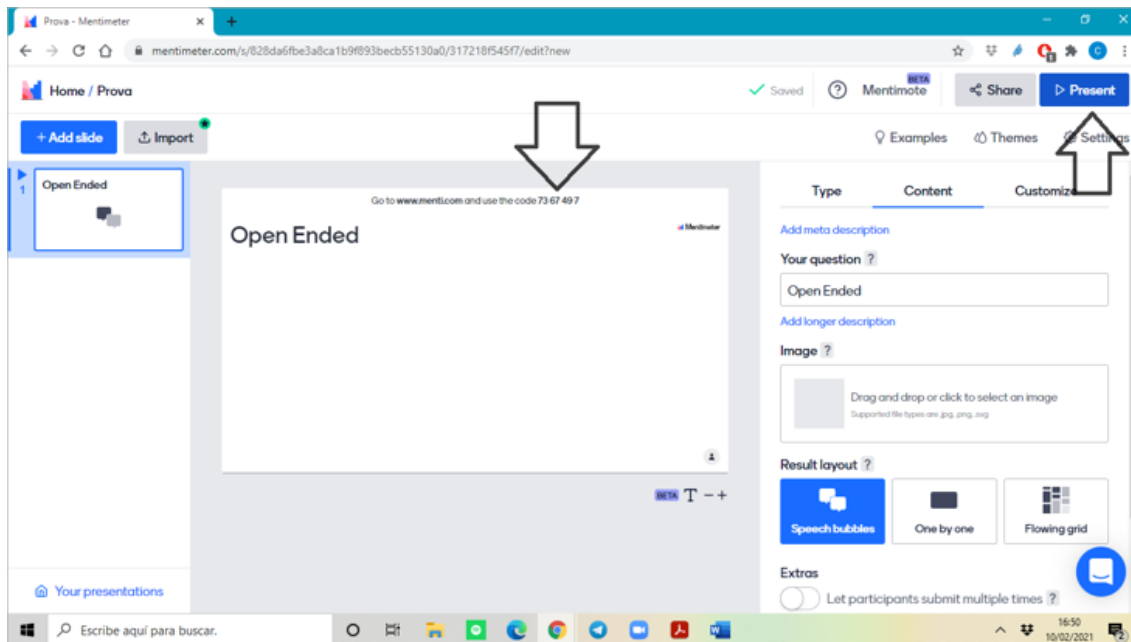 Prova - Mentimeter
mentimeter.com/s/828da6fbe3a8ca1b9f893becb55130a0/317218f545f7/edit?new
Home / Prova
Saved
?
Mentimote
BETA
Share
Present
+ Add slide
Import
Examples
Themes
Settings
1
Open Ended
Go to www.menti.com and use the code 73 67 49 7
Open Ended
Mentimeter
BETA T - +
Type Content Customize
Add meta description
Your question ?
Open Ended
Add longer description
Image ?
Drag and drop or click to select an image
Supported file types are .jpg, .png, .svg
Result layout ?
Speech bubbles
One by one
Flowing grid
Extras
Let participants submit multiple times ?
Your presentations
Escribe aquí para buscar.
16:50
10/02/2021